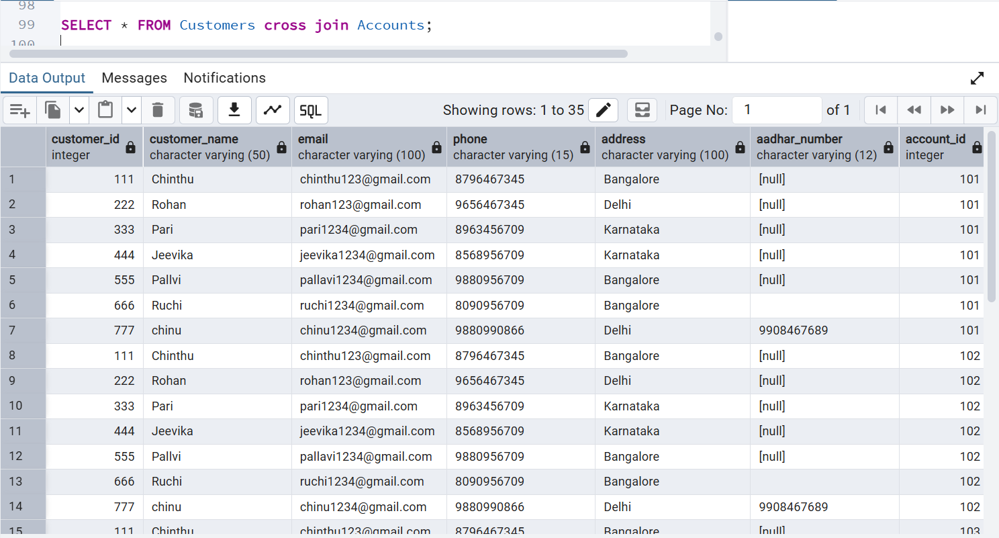 98
99 SELECT * FROM Customers cross join Accounts;
100
Data Output Messages Notifications
SQL Showing rows: 1 to 35 Page No: 1 of 1
customer_id customer_name email phone address aadhar_number account_id
integer character varying (50) character varying (100) character varying (15) character varying (100) character varying (12) integer
1 111 Chinthu chinthu123@gmail.com 8796467345 Bangalore [null] 101
2 222 Rohan rohan123@gmail.com 9656467345 Delhi [null] 101
3 333 Pari pari1234@gmail.com 8963456709 Karnataka [null] 101
4 444 Jeevika jeevika1234@gmail.com 8568956709 Karnataka [null] 101
5 555 Pallvi pallavi1234@gmail.com 9880956709 Bangalore [null] 101
6 666 Ruchi ruchi1234@gmail.com 8090956709 Bangalore 101
7 777 chinu chinu1234@gmail.com 9880990866 Delhi 9908467689 101
8 111 Chinthu chinthu123@gmail.com 8796467345 Bangalore [null] 102
9 222 Rohan rohan123@gmail.com 9656467345 Delhi [null] 102
10 333 Pari pari1234@gmail.com 8963456709 Karnataka [null] 102
11 444 Jeevika jeevika1234@gmail.com 8568956709 Karnataka [null] 102
12 555 Pallvi pallavi1234@gmail.com 9880956709 Bangalore [null] 102
13 666 Ruchi ruchi1234@gmail.com 8090956709 Bangalore 102
14 777 chinu chinu1234@gmail.com 9880990866 Delhi 9908467689 102
15 111 Chinthu chinthu123@gmail.com 8796467345 Bangalore [null] 103